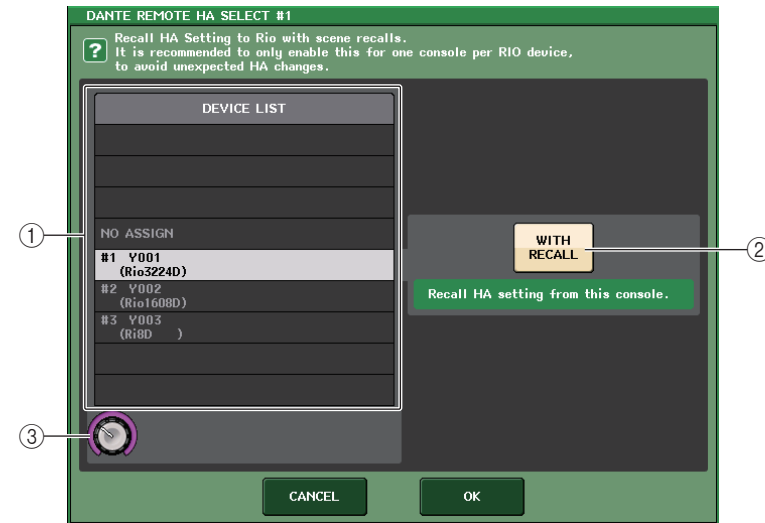 DANTE REMOTE HA SELECT #1
?
Recall HA Setting to Rio with scene recalls.
It is recommended to only enable this for one console per RIO device,
to avoid unexpected HA changes.
DEVICE LIST
NO ASSIGN
#1 Y001
(Rio3224D)
#2 Y002
(Rio1608D)
#3 Y003
(Ri8D )
WITH
RECALL
Recall HA setting from this console.
①
②
③
CANCEL
OK